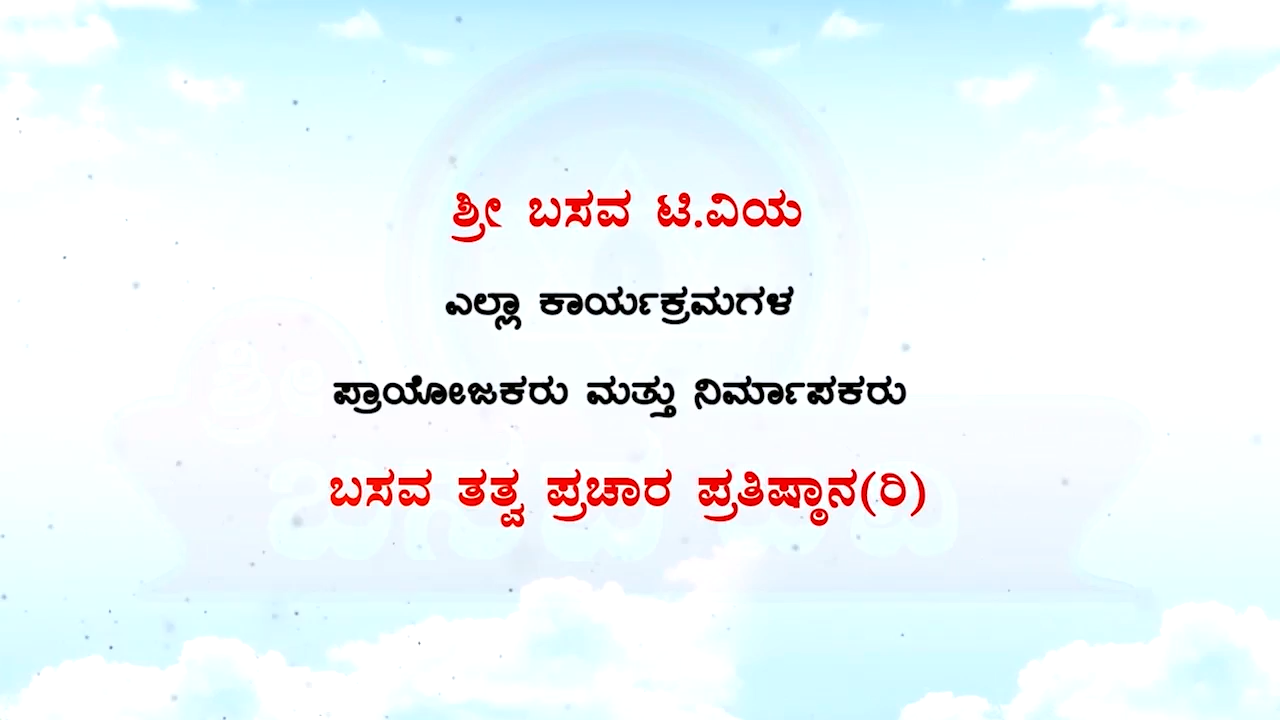 ಶ್ರೀ ಬಸವ ಟಿ.ವಿಯ
ಎಲ್ಲಾ ಕಾರ್ಯಕ್ರಮಗಳ
ಪ್ರಾಯೋಜಕರು ಮತ್ತು ನಿರ್ಮಾಪಕರು
ಬಸವ ತತ್ವ ಪ್ರಚಾರ ಪ್ರತಿಷ್ಠಾನ(ರಿ)